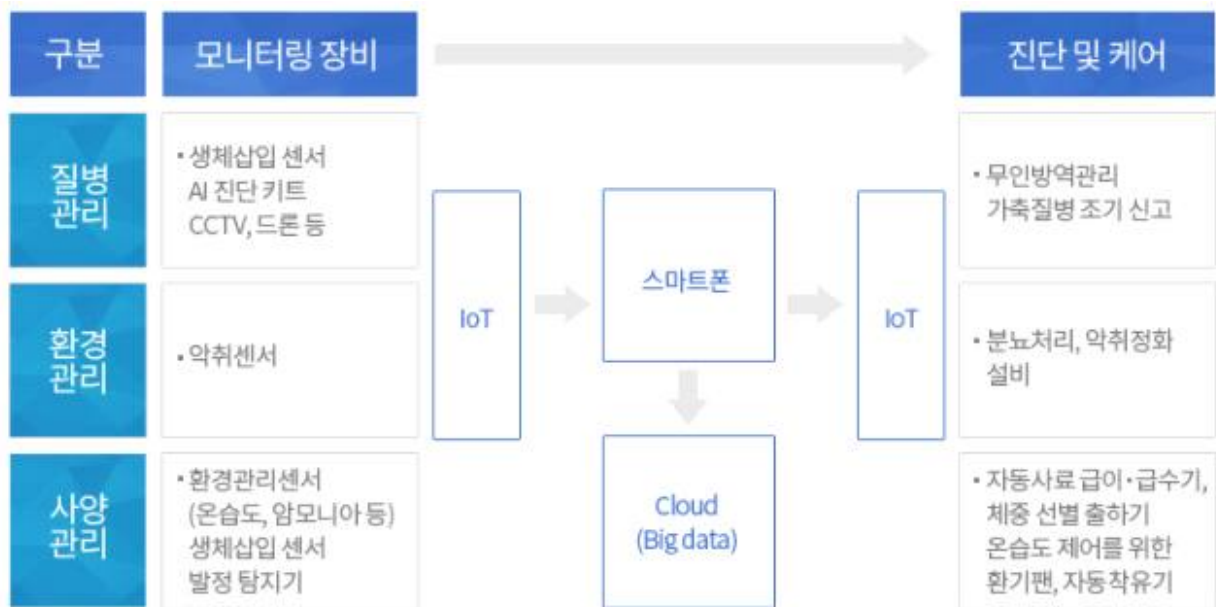 구분
모니터링 장비
진단 및 케어
질병
관리
• 생체삽입 센서
AI 진단 키트
CCTV, 드론 등
• 무인방역관리
가축질병 조기 신고
IoT
스마트폰
IoT
환경
관리
• 악취센서
• 분뇨처리, 악취정화
설비
사양
관리
• 환경관리센서
(온습도, 암모니아 등)
생체삽입 센서
발정 탐지기
Cloud
(Big data)
• 자동사료 급이·급수기,
체중 선별 출하기
온습도 제어를 위한
환기팬, 자동착유기